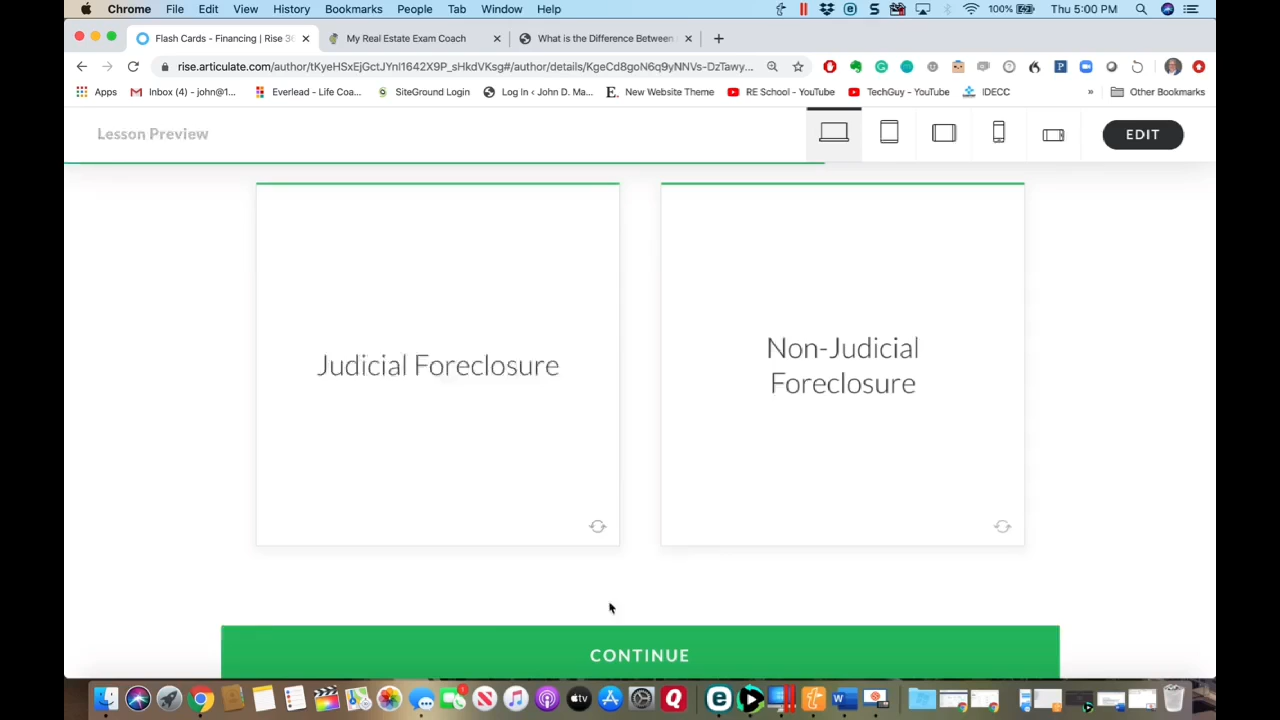 Chrome File Edit View History Bookmarks People Tab Window Help 100% Thu 5:00 PM
Flash Cards - Financing | Rise 36 My Real Estate Exam Coach What is the Difference Between
rise.articulate.com/author/tKyeHSxEjGctJYnl1642X9P_sHkdVKsg#/author/details/KgeCd8goN6q9yNNVs-DzTawy...
Apps Inbox (4) - john@1... Everlead - Life Coa... SiteGround Login Log In ‹ John D. Ma... New Website Theme RE School - YouTube TechGuy - YouTube IDECC » Other Bookmarks
Lesson Preview EDIT
Judicial Foreclosure
Non-Judicial
Foreclosure
CONTINUE